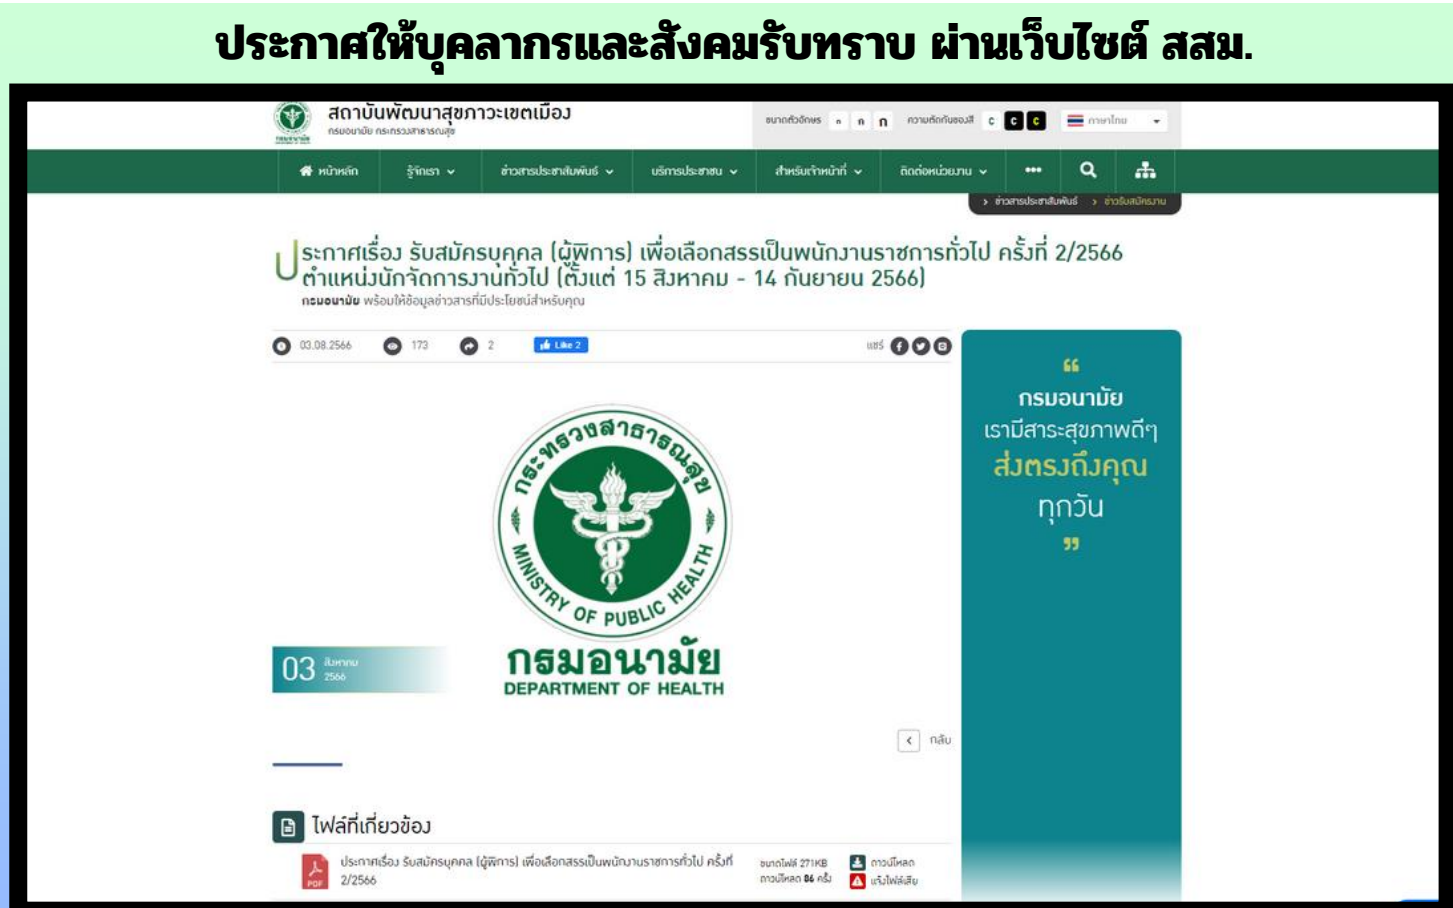 ประกาศให้บุคลากรและสังคมรับทราบ ผ่านเว็บไซต์ สสม.
สถาบันพัฒนาสุขภาวะเขตเมือง
กรมอนามัย กระทรวงสาธารณสุข
ขนาดตัวอักษร ก ก ก ความตัดกันของสี C C C ภาษาไทย
หน้าหลัก รู้จักเรา ข่าวสารประชาสัมพันธ์ บริการประชาชน สำหรับเจ้าหน้าที่ ติดต่อหน่วยงาน
ข่าวสารประชาสัมพันธ์ ข่าวรับสมัครงาน
ประกาศเรื่อง รับสมัครบุคคล (ผู้พิการ) เพื่อเลือกสรรเป็นพนักงานราชการทั่วไป ครั้งที่ 2/2566
ตำแหน่งนักจัดการงานทั่วไป (ตั้งแต่ 15 สิงหาคม - 14 กันยายน 2566)
กรมอนามัย พร้อมให้ข้อมูลข่าวสารที่มีประโยชน์สำหรับคุณ
03.08.2566 173 2 Like 2 แชร์
“
กรมอนามัย
เรามีสาระสุขภาพดีๆ
ส่งตรงถึงคุณ
ทุกวัน
”
กระทรวงสาธารณสุข
MINISTRY OF PUBLIC HEALTH
กรมอนามัย
DEPARTMENT OF HEALTH
03 สิงหาคม
2566
กลับ
ไฟล์ที่เกี่ยวข้อง
PDF ประกาศเรื่อง รับสมัครบุคคล (ผู้พิการ) เพื่อเลือกสรรเป็นพนักงานราชการทั่วไป ครั้งที่
2/2566
ขนาดไฟล์ 271KB ดาวน์โหลด
ดาวน์โหลด 86 ครั้ง แจ้งไฟล์เสีย